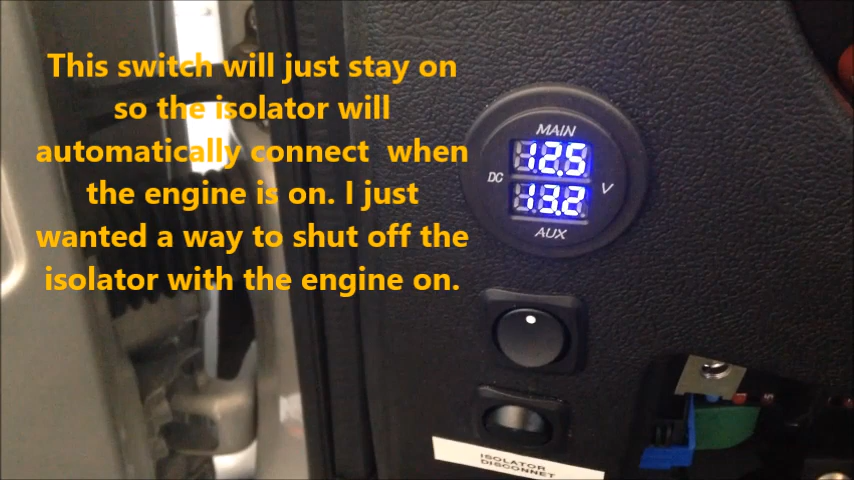 This switch will just stay on
so the isolator will
automatically connect  when
the engine is on. I just
wanted a way to shut off the
isolator with the engine on.
MAIN
12.5
DC V
13.2
AUX
ISOLATOR
DISCONNET